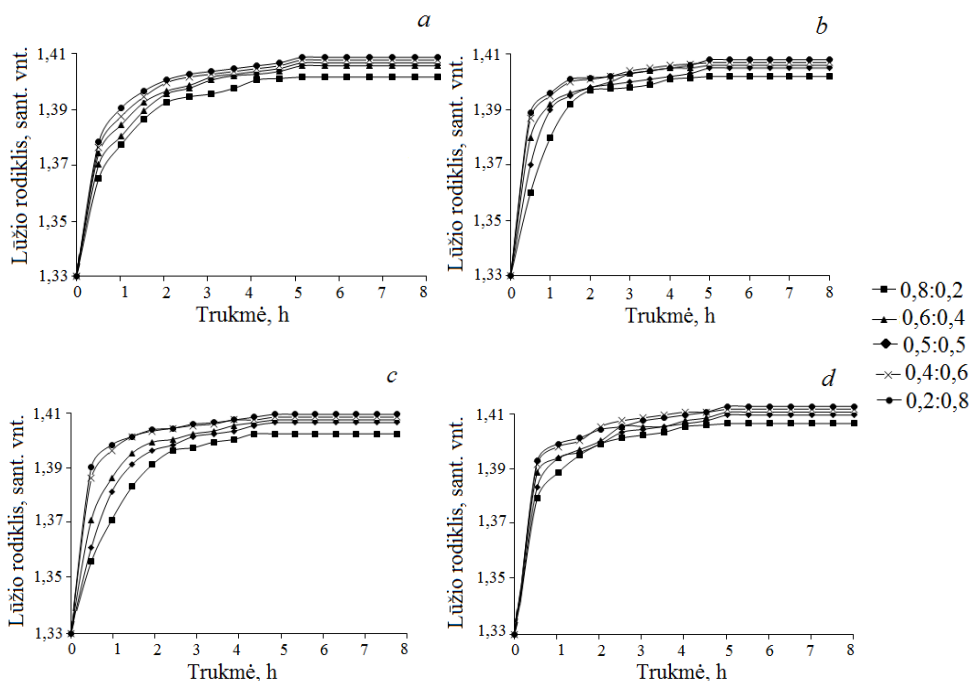 a
Lūžio rodiklis, sant. vnt.
1,41
1,39
1,37
1,35
1,33
0 1 2 3 4 5 6 7 8
Trukmė, h
b
Lūžio rodiklis, sant. vnt.
1,41
1,39
1,37
1,35
1,33
0 1 2 3 4 5 6 7 8
Trukmė, h
0,8:0,2
0,6:0,4
0,5:0,5
0,4:0,6
0,2:0,8
c
Lūžio rodiklis, sant. vnt.
1,41
1,39
1,37
1,35
1,33
0 1 2 3 4 5 6 7 8
Trukmė, h
d
Lūžio rodiklis, sant. vnt.
1,41
1,39
1,37
1,35
1,33
0 1 2 3 4 5 6 7 8
Trukmė, h